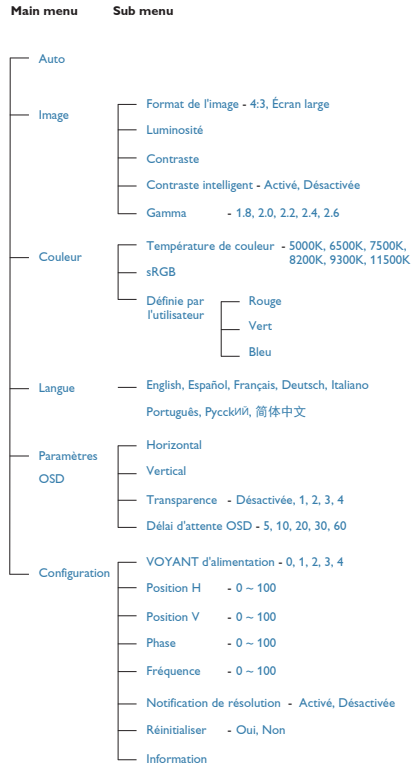 Main menu Sub menu
Auto
Image
Format de l'image - 4:3, Écran large
Luminosité
Contraste
Contraste intelligent - Activé, Désactivée
Gamma - 1.8, 2.0, 2.2, 2.4, 2.6
Couleur
Température de couleur - 5000K, 6500K, 7500K,
8200K, 9300K, 11500K
sRGB
Définie par
l'utilisateur
Rouge
Vert
Bleu
Langue
English, Español, Français, Deutsch, Italiano
Português, Русский, 简体中文
Paramètres
OSD
Horizontal
Vertical
Transparence - Désactivée, 1, 2, 3, 4
Délai d'attente OSD - 5, 10, 20, 30, 60
Configuration
VOYANT d'alimentation - 0, 1, 2, 3, 4
Position H - 0 ~ 100
Position V - 0 ~ 100
Phase - 0 ~ 100
Fréquence - 0 ~ 100
Notification de résolution - Activé, Désactivée
Réinitialiser - Oui, Non
Information